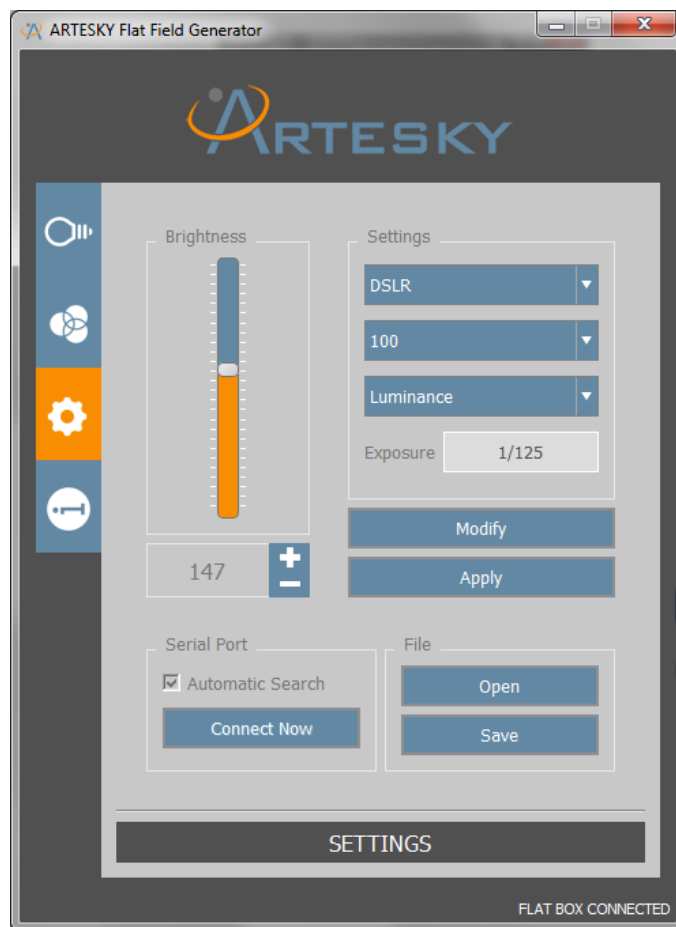 ARTESKY Flat Field Generator
ARTESKY
Brightness
Settings
DSLR
100
Luminance
Exposure 1/125
147
Modify
Apply
Serial Port
Automatic Search
Connect Now
File
Open
Save
SETTINGS
FLAT BOX CONNECTED